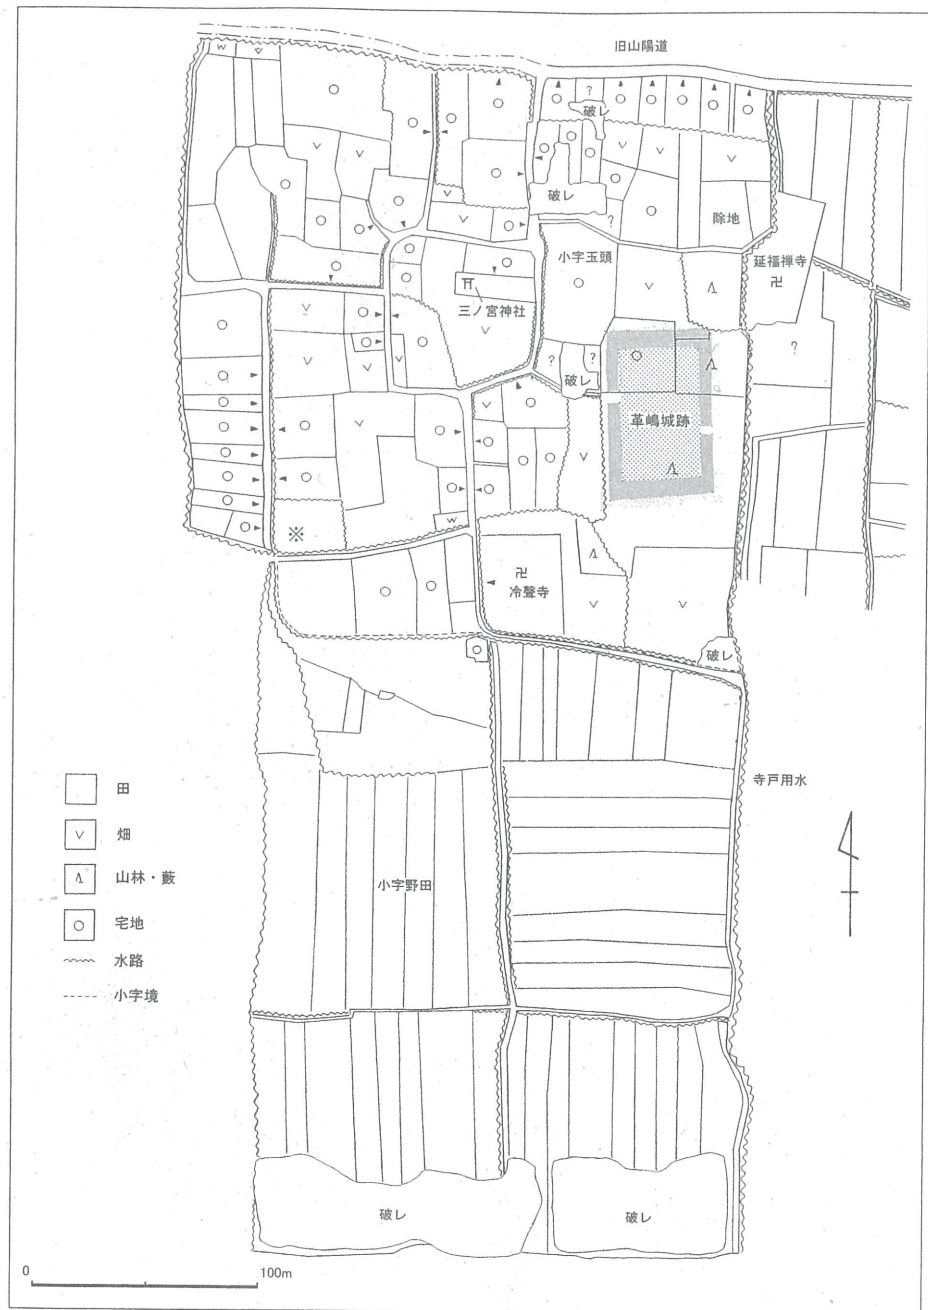 旧山陽道
?
破レ
破レ
?
除地
小字玉頭
延福禅寺
卍
三ノ宮神社
?
?
?
破レ
革嶋城跡
※
卍
冷聲寺
破レ
寺戸用水
田
畑
山林・藪
宅地
水路
小字境
小字野田
破レ
破レ
0
100m